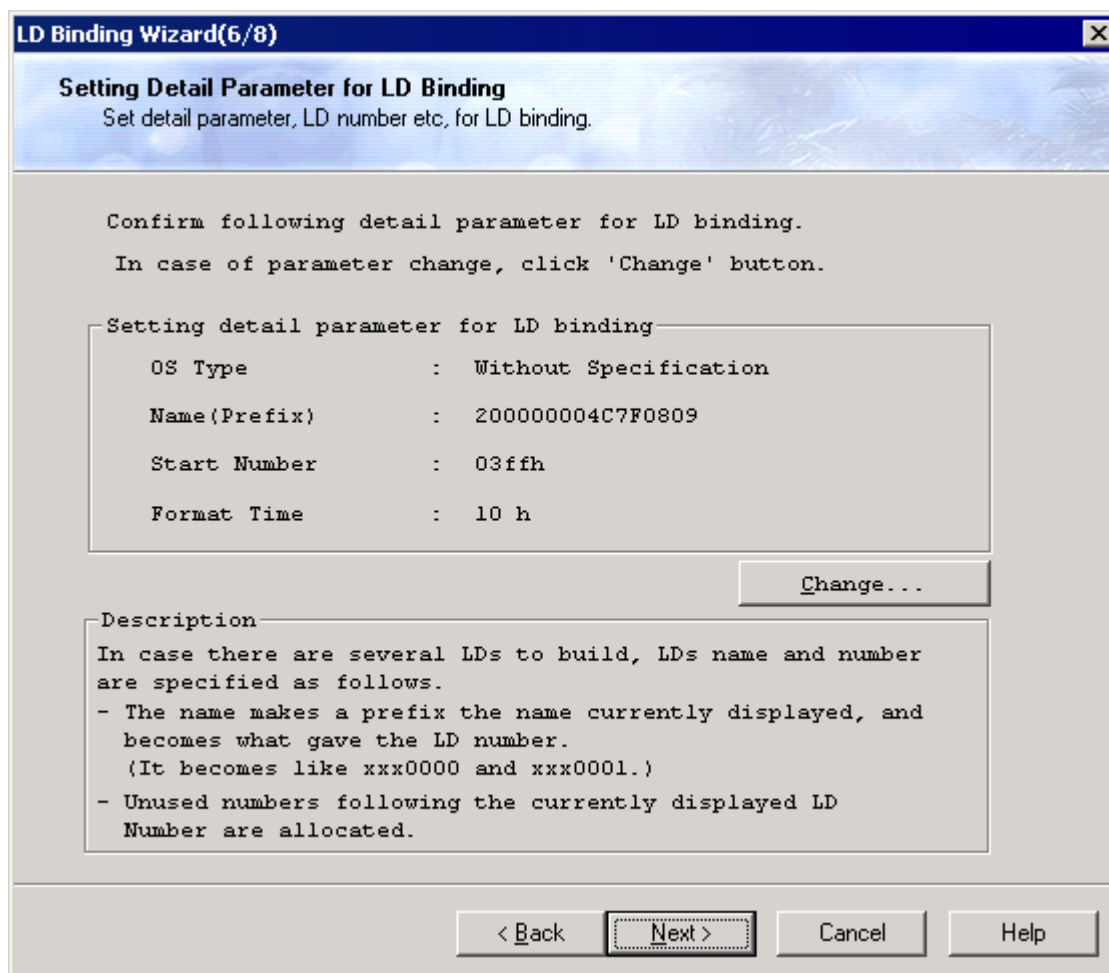 LD Binding Wizard(6/8)
Setting Detail Parameter for LD Binding
Set detail parameter, LD number etc, for LD binding.
Confirm following detail parameter for LD binding.
In case of parameter change, click 'Change' button.
Setting detail parameter for LD binding
OS Type : Without Specification
Name(Prefix) : 200000004C7F0809
Start Number : 03ffh
Format Time : 10 h
Change...
Description
In case there are several LDs to build, LDs name and number
are specified as follows.
- The name makes a prefix the name currently displayed, and
becomes what gave the LD number.
(It becomes like xxx0000 and xxx0001.)
- Unused numbers following the currently displayed LD
Number are allocated.
< Back Next > Cancel Help